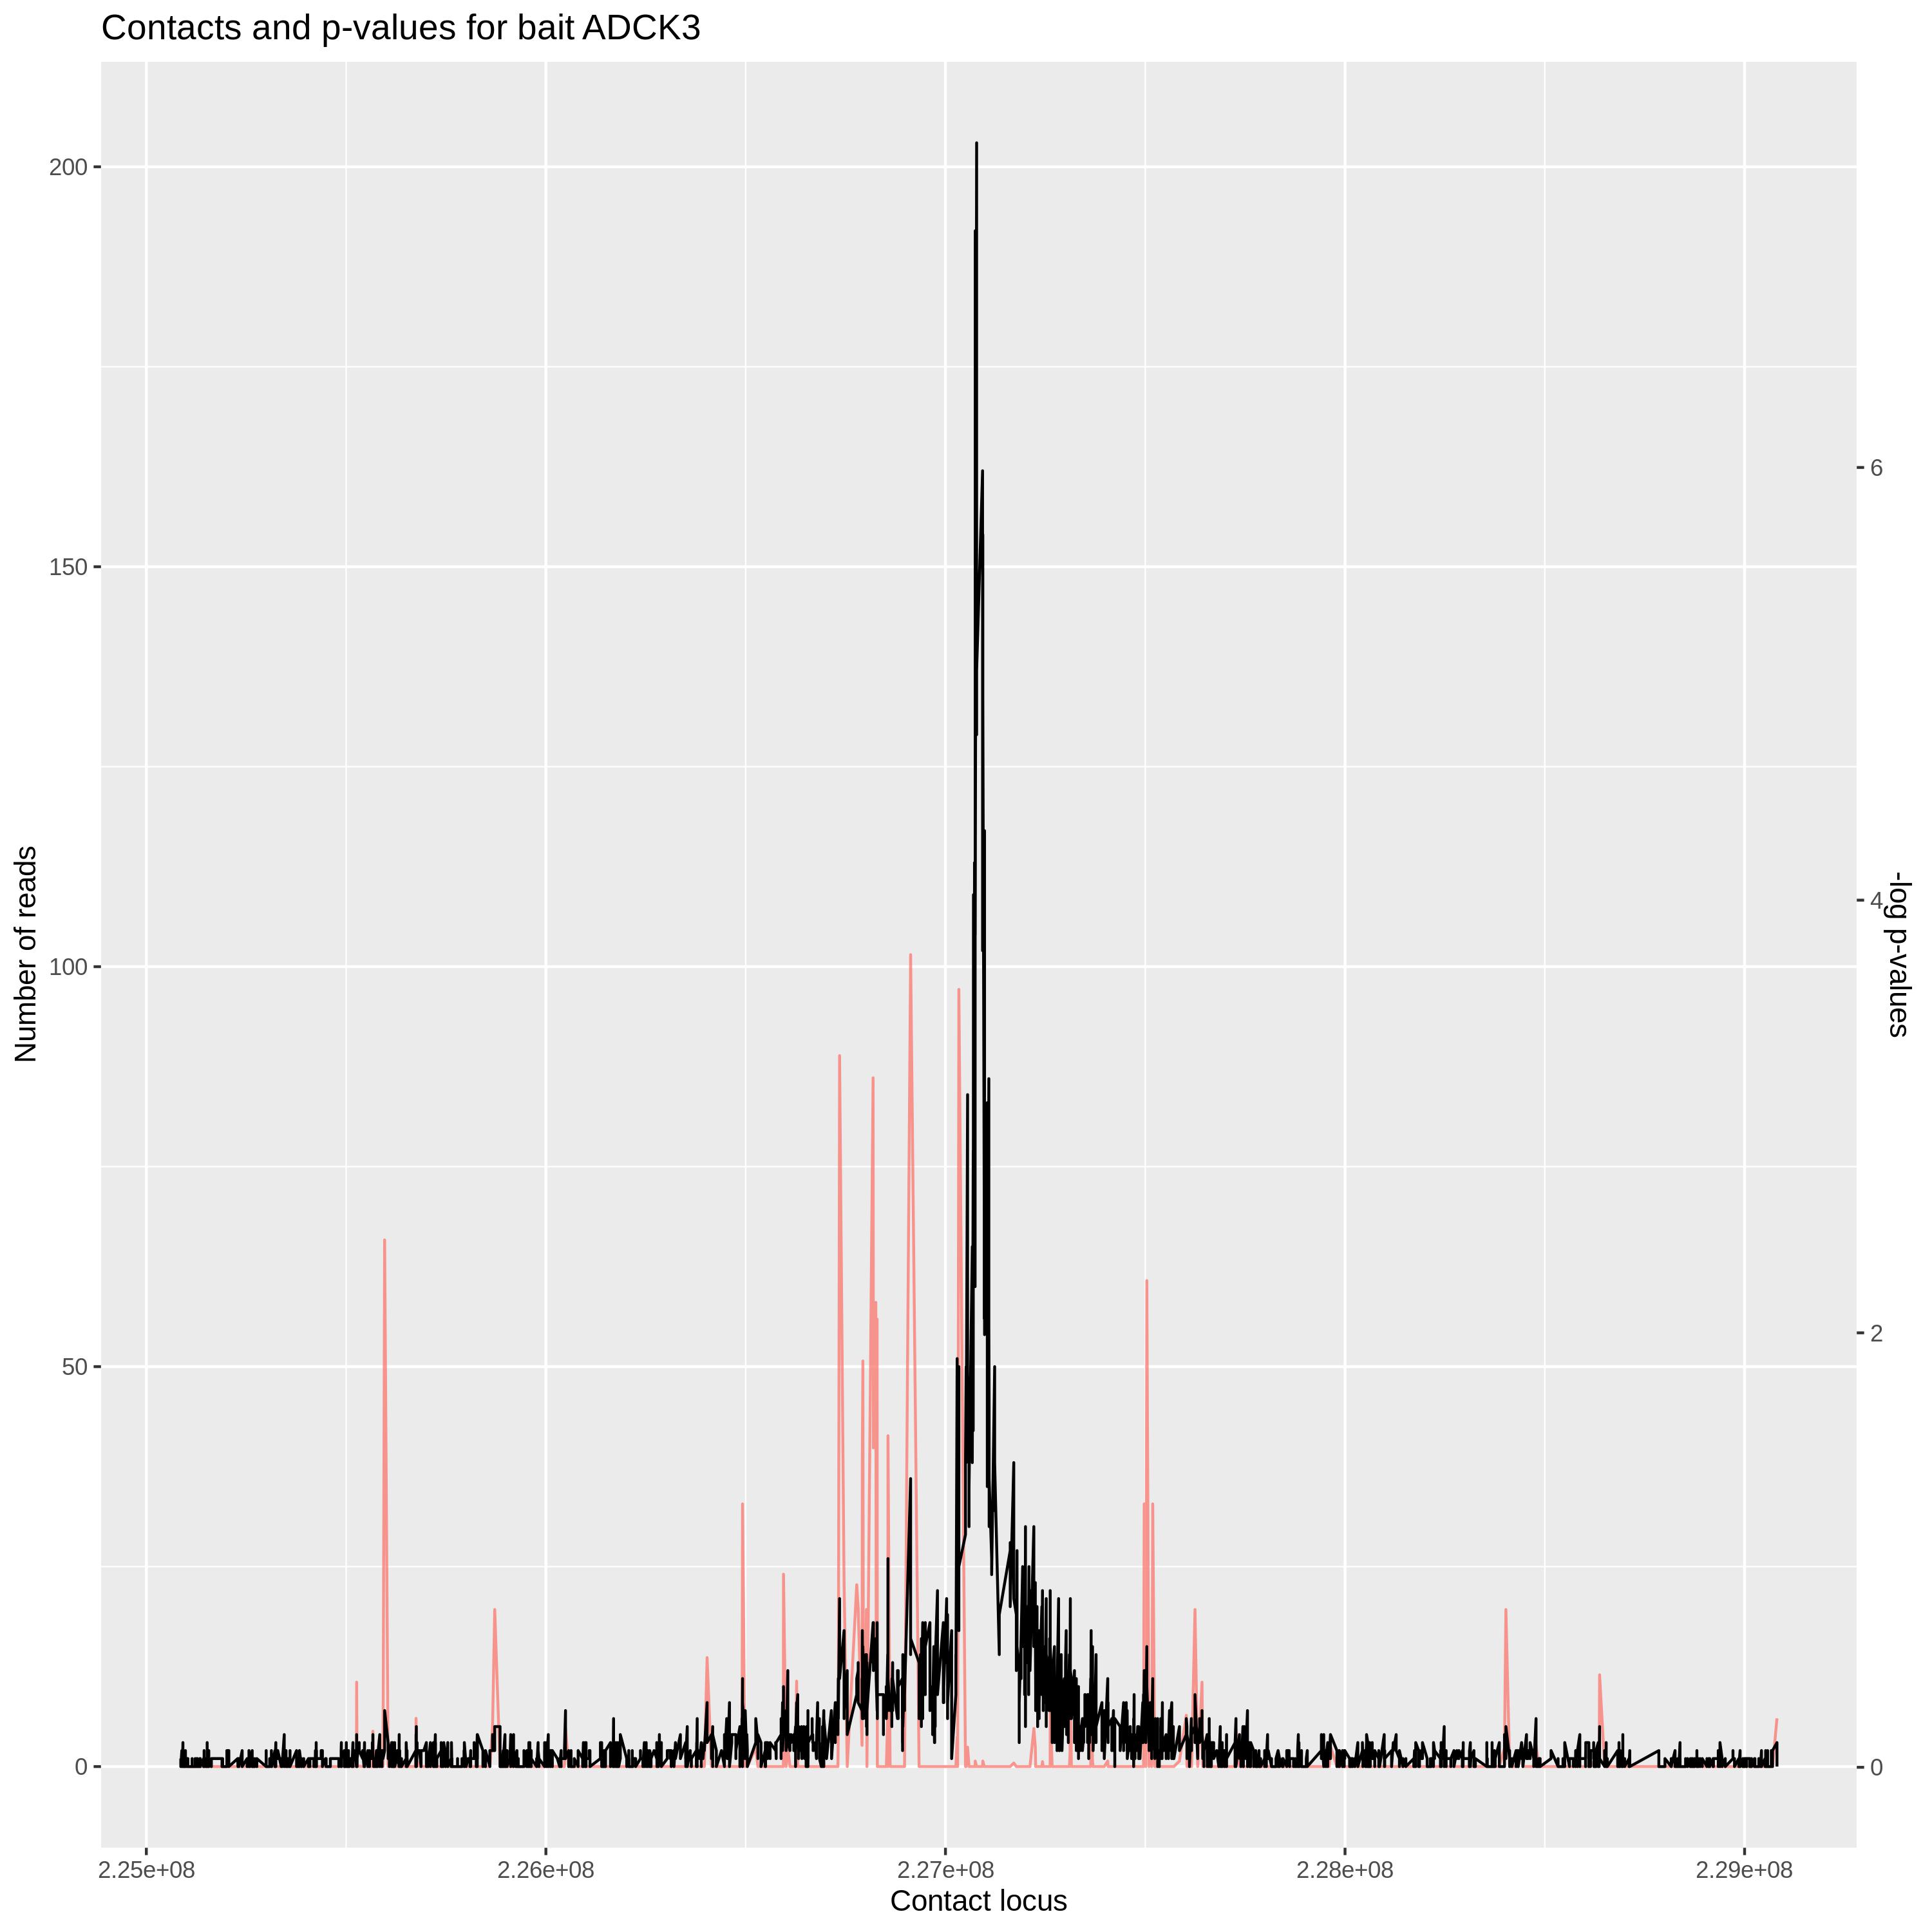 Contacts and p-values for bait ADCK3
Number of reads
200
150
100
50
0
6
4
2
0
-log p-values
2.25e+08
2.26e+08
2.27e+08
2.28e+08
2.29e+08
Contact locus